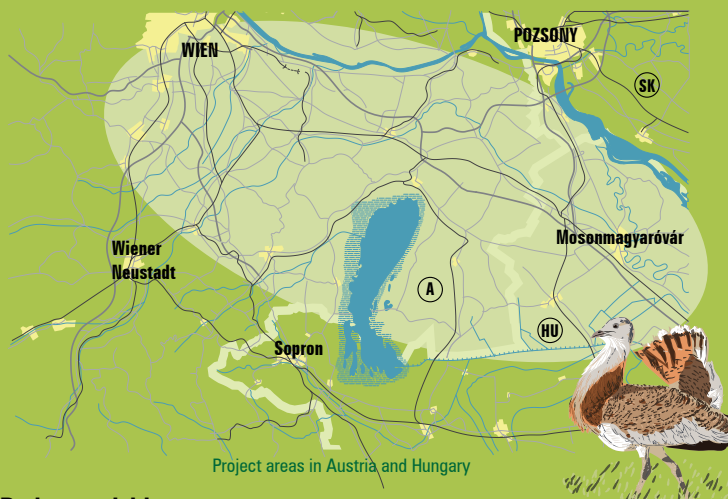 WIEN
POZSONY
SK
Wiener
Neustadt
Mosonmagyaróvár
A
HU
Sopron
Project areas in Austria and Hungary